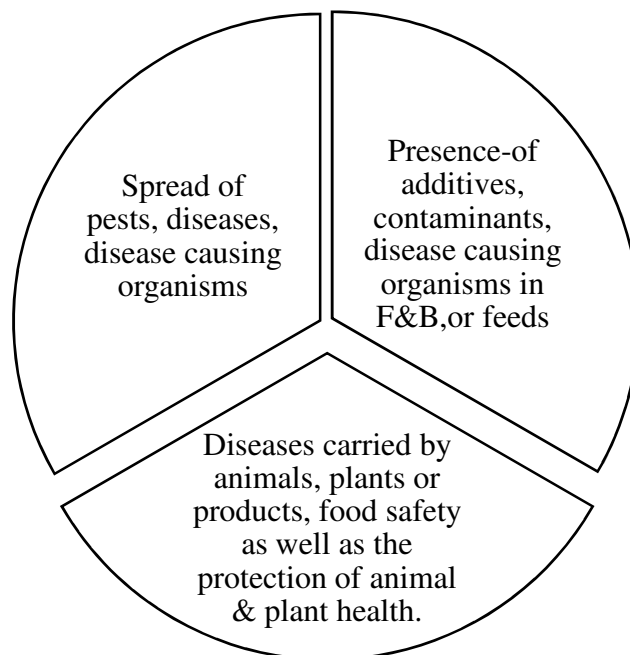 Spread of
pests, diseases,
disease causing
organisms
Presence-of
additives,
contaminants,
disease causing
organisms in
F&B,or feeds
Diseases carried by
animals, plants or
products, food safety
as well as the
protection of animal
& plant health.